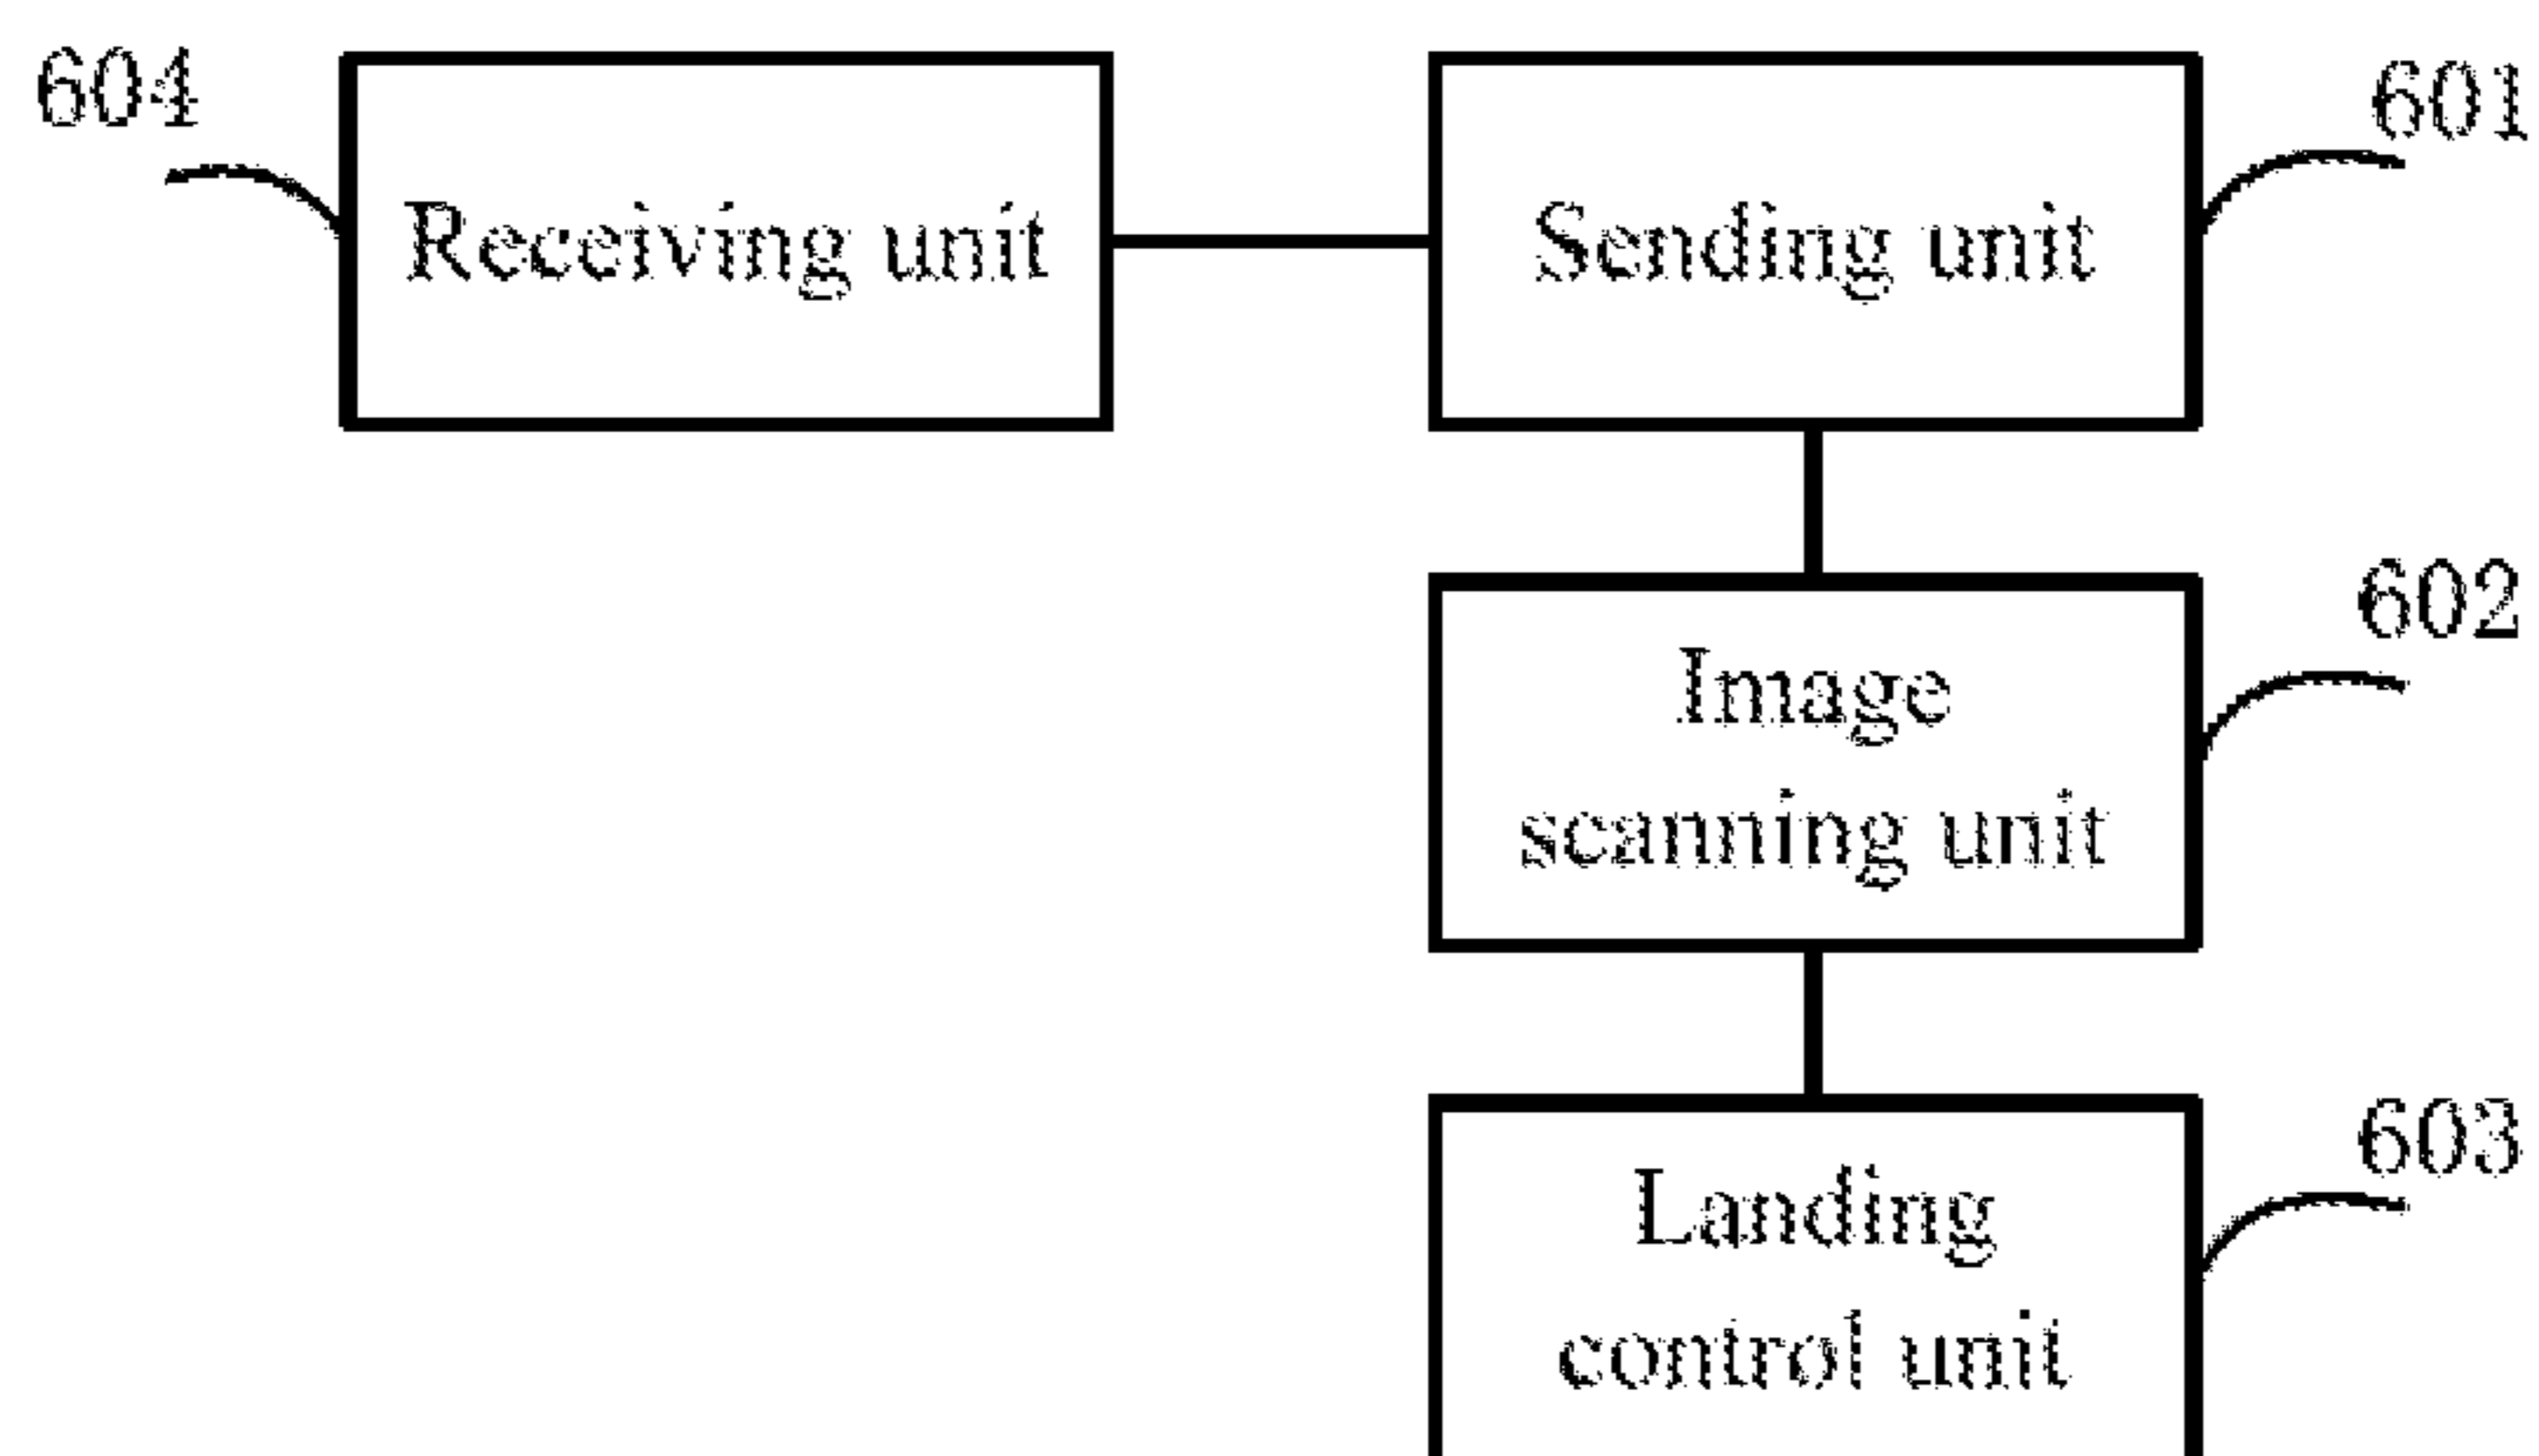 604
601
Receiving unit
Sending unit
602
Image
scanning unit
603
Landing
control unit